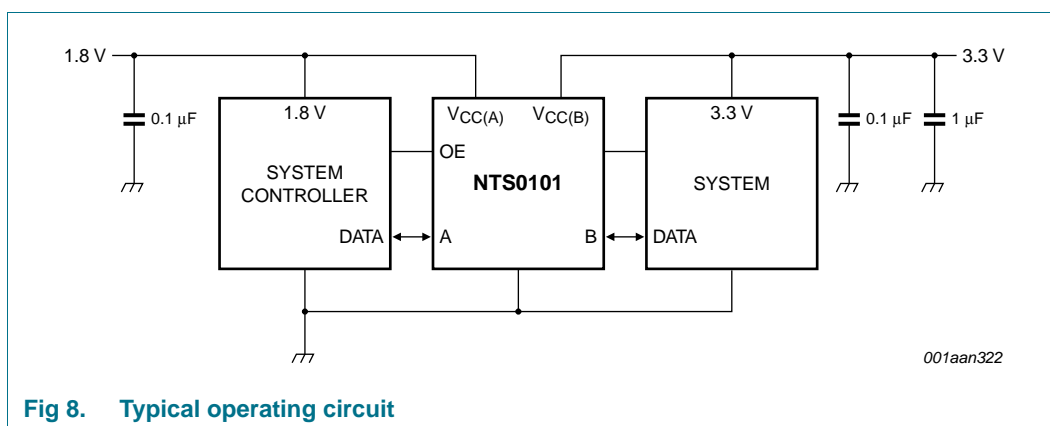 1.8 V
3.3 V
0.1 μF
1.8 V
VCC(A)
VCC(B)
3.3 V
0.1 μF
1 μF
OE
SYSTEM
CONTROLLER
NTS0101
SYSTEM
DATA
A
B
DATA
001aan322
Fig 8. Typical operating circuit